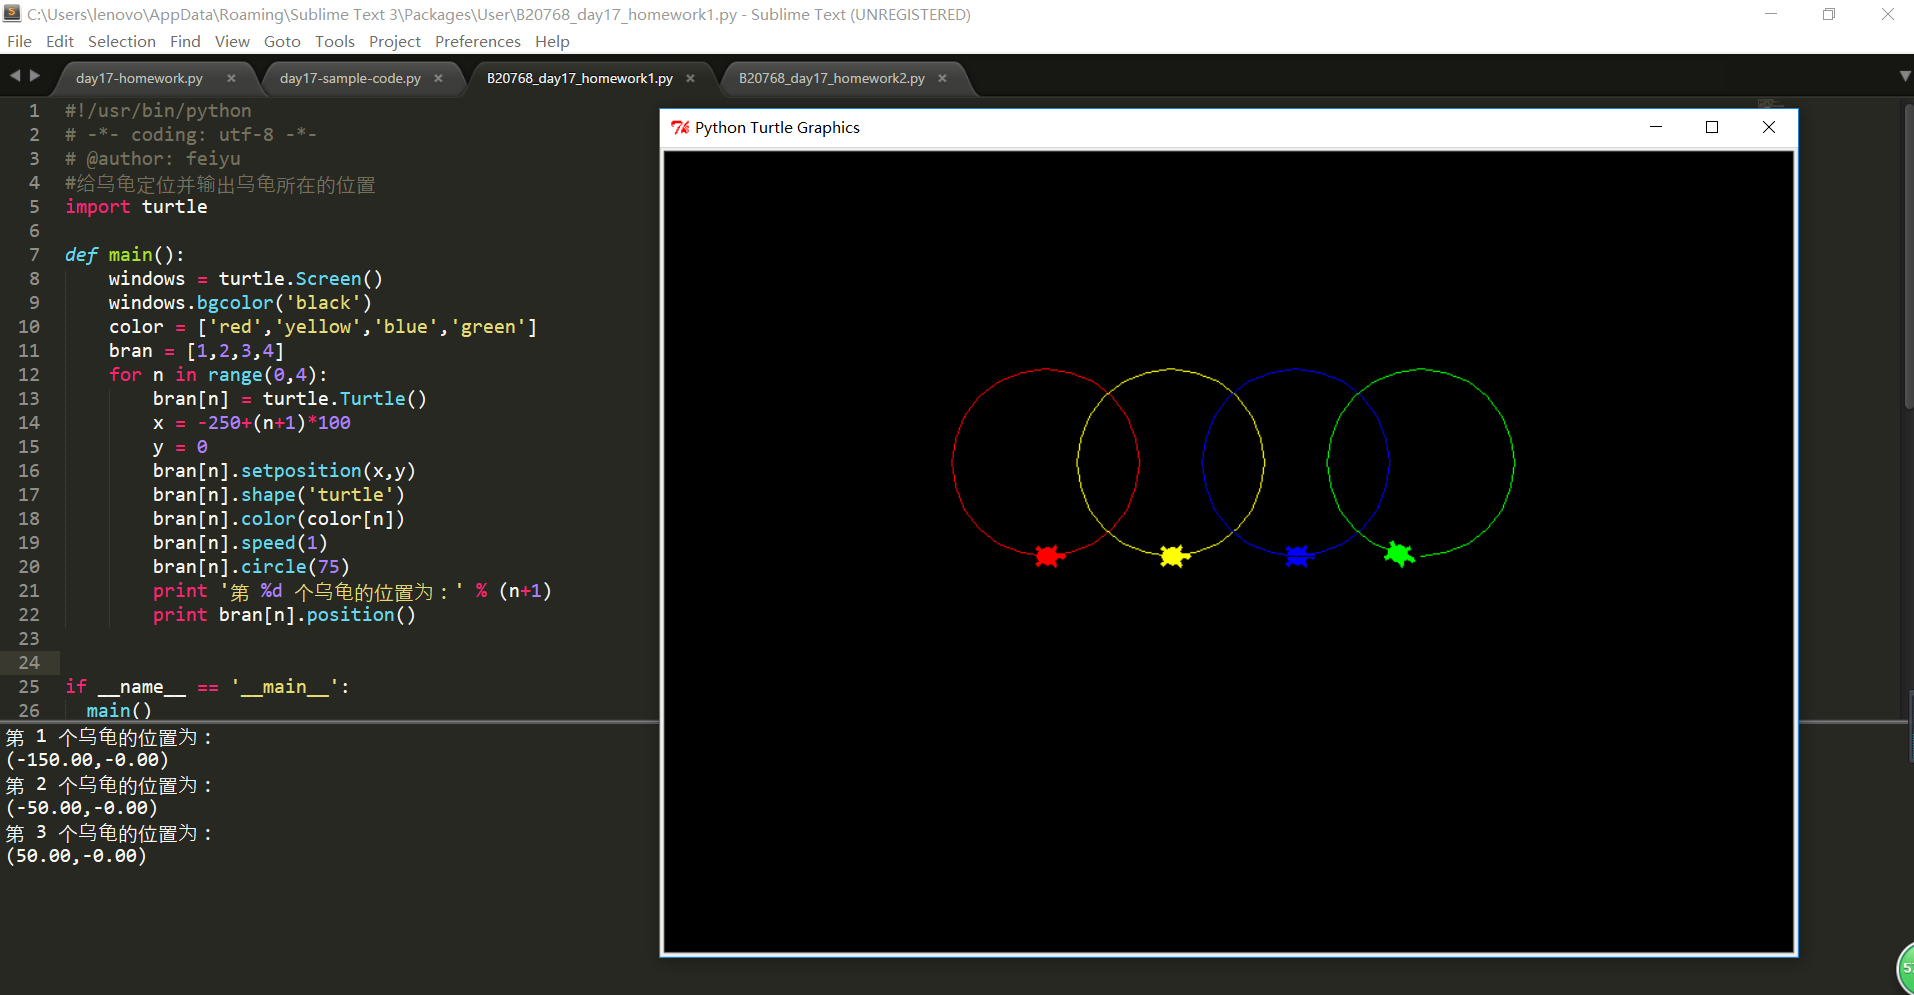 C:\Users\lenovo\AppData\Roaming\Sublime Text 3\Packages\User\B20768_day17_homework1.py - Sublime Text (UNREGISTERED)
File Edit Selection Find View Goto Tools Project Preferences Help
day17-homework.py × day17-sample-code.py × B20768_day17_homework1.py × B20768_day17_homework2.py ×
1 #!/usr/bin/python
2 # -*- coding: utf-8 -*-
3 # @author: feiyu
4 #给乌龟定位并输出乌龟所在的位置
5 import turtle
6
7 def main():
8 windows = turtle.Screen()
9 windows.bgcolor('black')
10 color = ['red','yellow','blue','green']
11 bran = [1,2,3,4]
12 for n in range(0,4):
13 bran[n] = turtle.Turtle()
14 x = -250+(n+1)*100
15 y = 0
16 bran[n].setposition(x,y)
17 bran[n].shape('turtle')
18 bran[n].color(color[n])
19 bran[n].speed(1)
20 bran[n].circle(75)
21 print '第 %d 个乌龟的位置为：' % (n+1)
22 print bran[n].position()
23
24
25 if __name__ == '__main__':
26 main()
第 1 个乌龟的位置为：
(-150.00,-0.00)
第 2 个乌龟的位置为：
(-50.00,-0.00)
第 3 个乌龟的位置为：
(50.00,-0.00)
Python Turtle Graphics